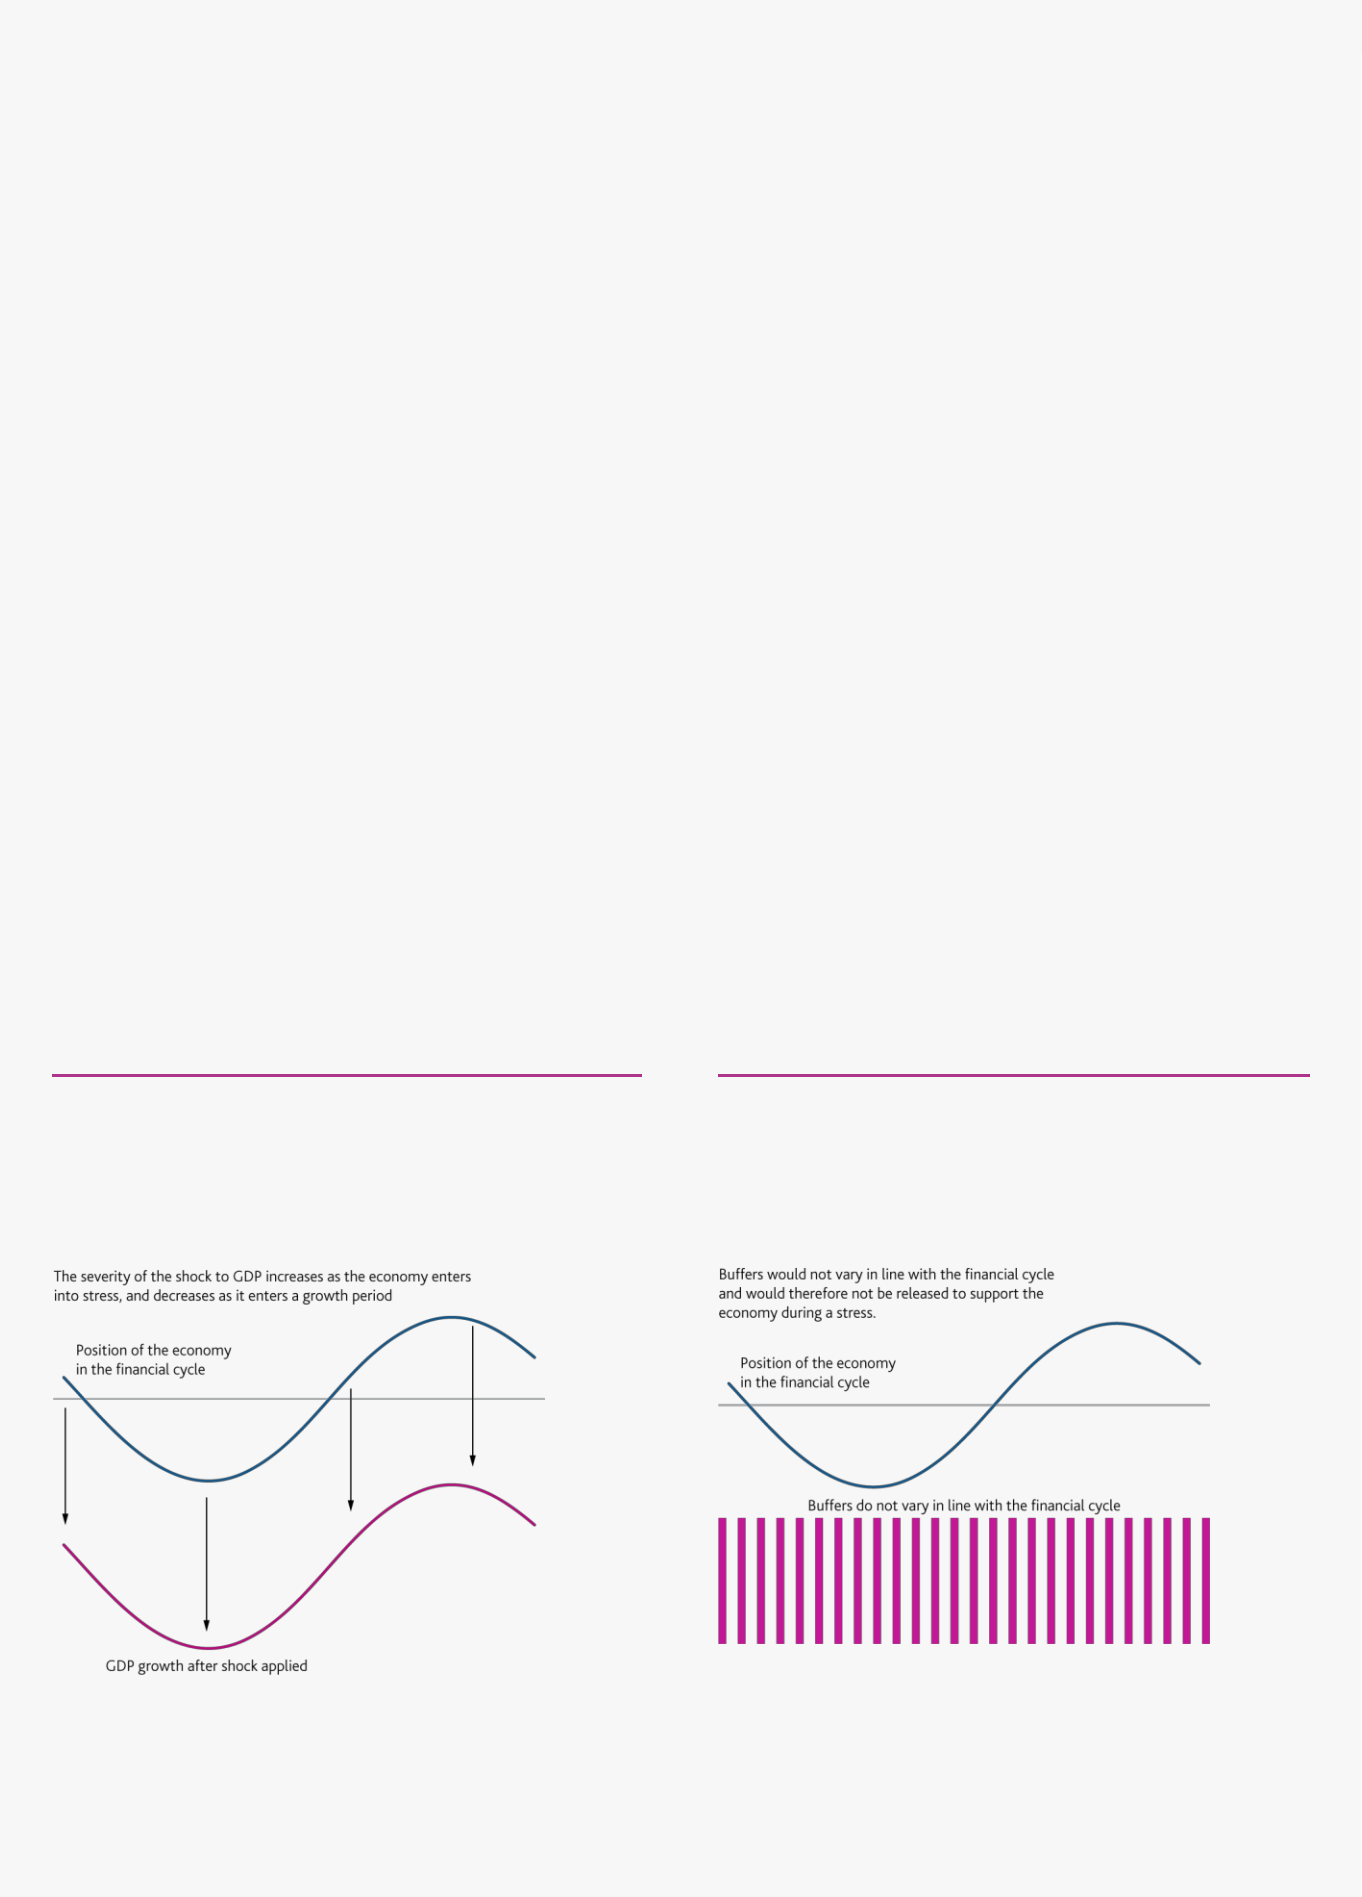 The severity of the shock to GDP increases as the economy enters
into stress, and decreases as it enters a growth period
Position of the economy
in the financial cycle
GDP growth after shock applied
Buffers would not vary in line with the financial cycle
and would therefore not be released to support the
economy during a stress.
Position of the economy
in the financial cycle
Buffers do not vary in line with the financial cycle